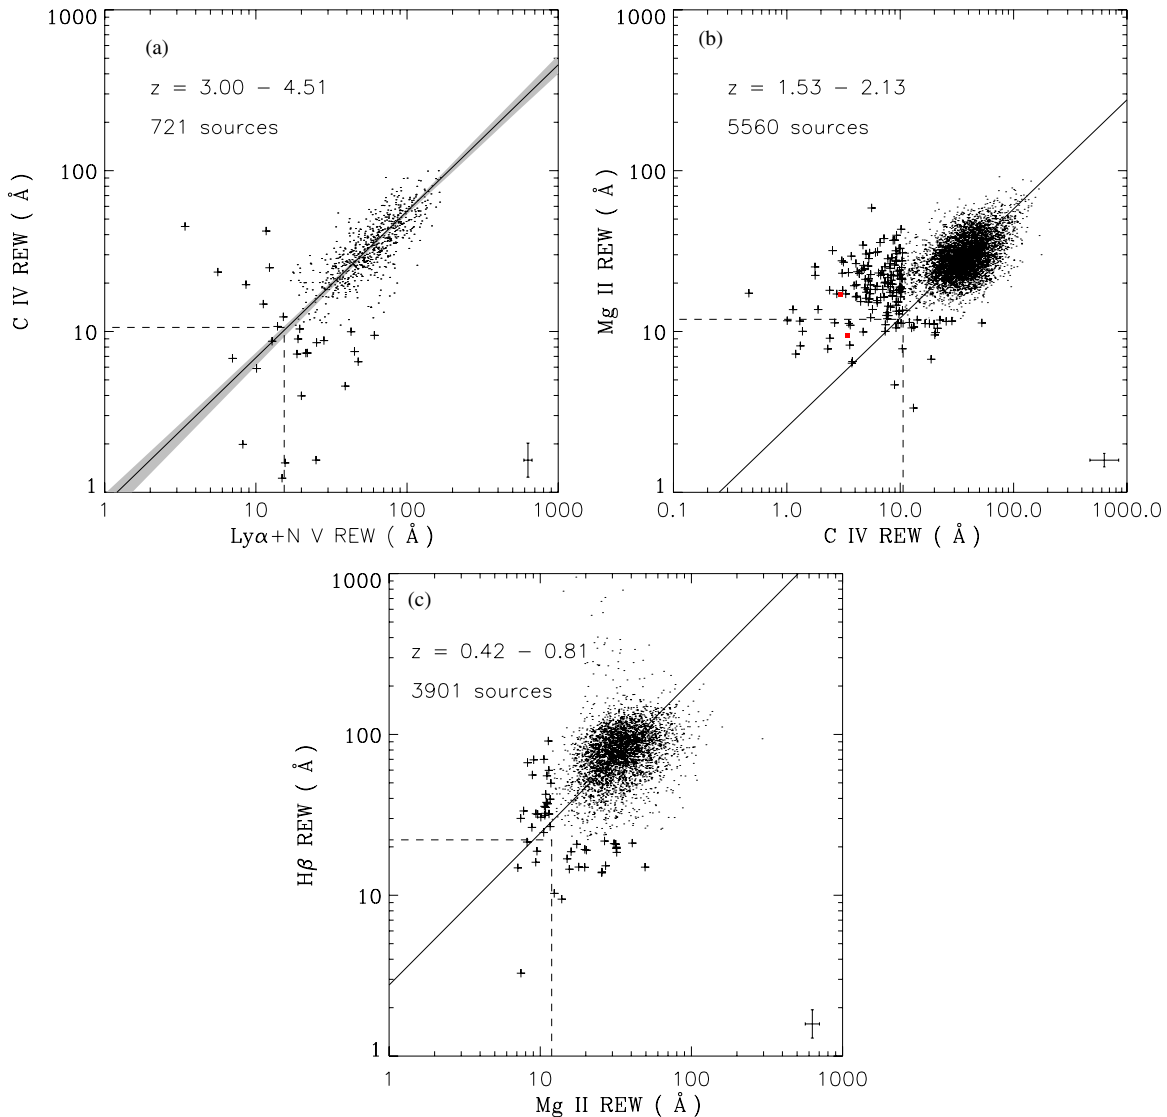 (a)
z = 3.00 − 4.51
721 sources
1000
100
10
1
C IV REW ( Å )
1
10
100
1000
Lyα+N V REW ( Å )
(b)
z = 1.53 − 2.13
5560 sources
1000
100
10
1
Mg II REW ( Å )
0.1
1.0
10.0
100.0
1000.0
C IV REW ( Å )
(c)
z = 0.42 − 0.81
3901 sources
1000
100
10
1
Hβ REW ( Å )
1
10
100
1000
Mg II REW ( Å )